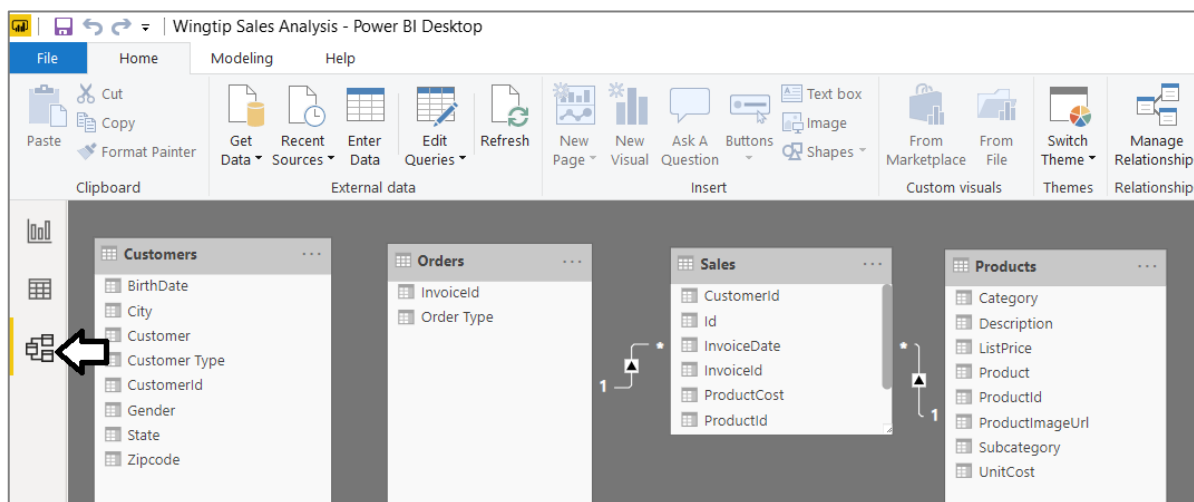 Wingtip Sales Analysis - Power BI Desktop
File Home Modeling Help
Paste
Cut
Copy
Format Painter
Clipboard
Get Data
Recent Sources
Enter Data
Edit Queries
Refresh
External data
New Page
New Visual
Ask A Question
Buttons
Text box
Image
Shapes
Insert
From Marketplace
From File
Custom visuals
Switch Theme
Themes
Manage Relationship
Relationship
Customers ...
BirthDate
City
Customer
Customer Type
CustomerId
Gender
State
Zipcode
Orders ...
InvoiceId
Order Type
1
*
Sales ...
CustomerId
Id
InvoiceDate
InvoiceId
ProductCost
ProductId
*
1
Products ...
Category
Description
ListPrice
Product
ProductId
ProductImageUrl
Subcategory
UnitCost